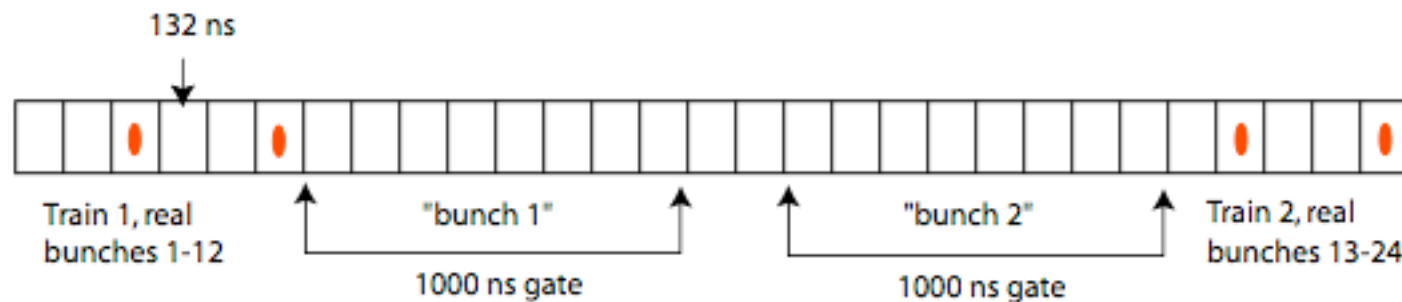 132 ns
Train 1, real
bunches 1-12
"bunch 1"
1000 ns gate
"bunch 2"
1000 ns gate
Train 2, real
bunches 13-24